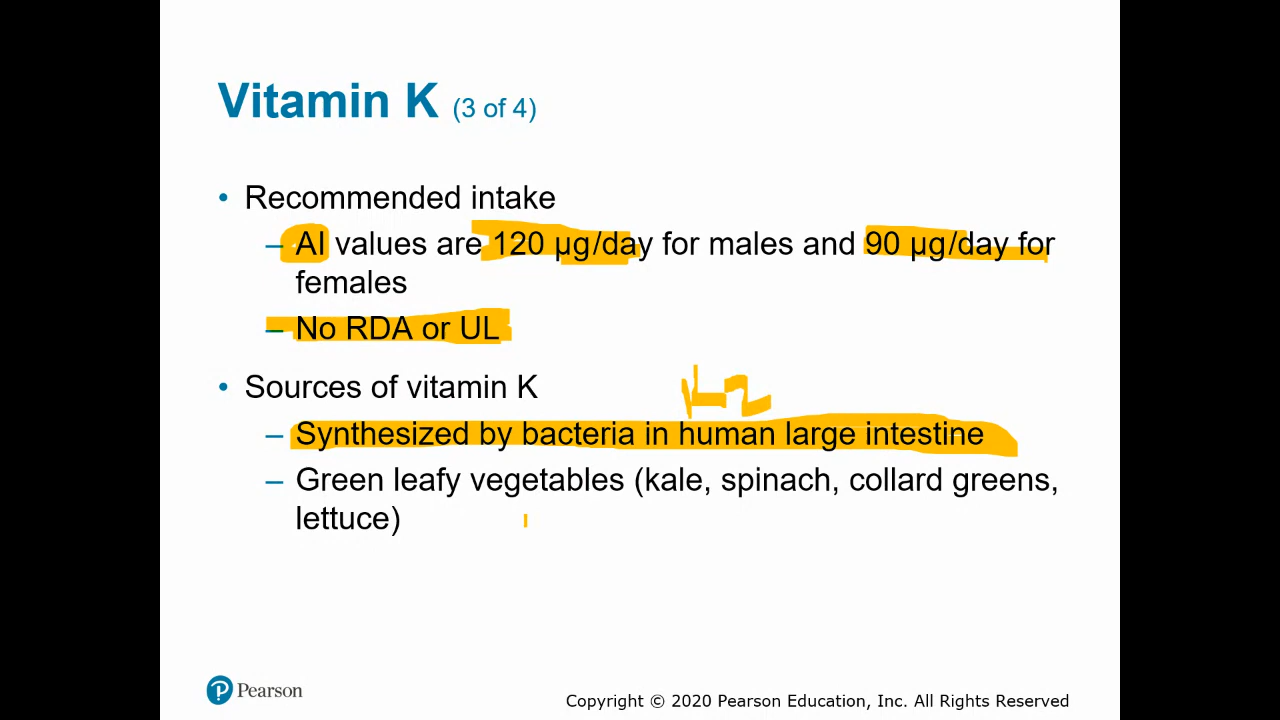 Vitamin K (3 of 4)
• Recommended intake
– AI values are 120 µg/day for males and 90 µg/day for
females
– No RDA or UL
• Sources of vitamin K
– Synthesized by bacteria in human large intestine
– Green leafy vegetables (kale, spinach, collard greens,
lettuce)
Pearson
Copyright © 2020 Pearson Education, Inc. All Rights Reserved